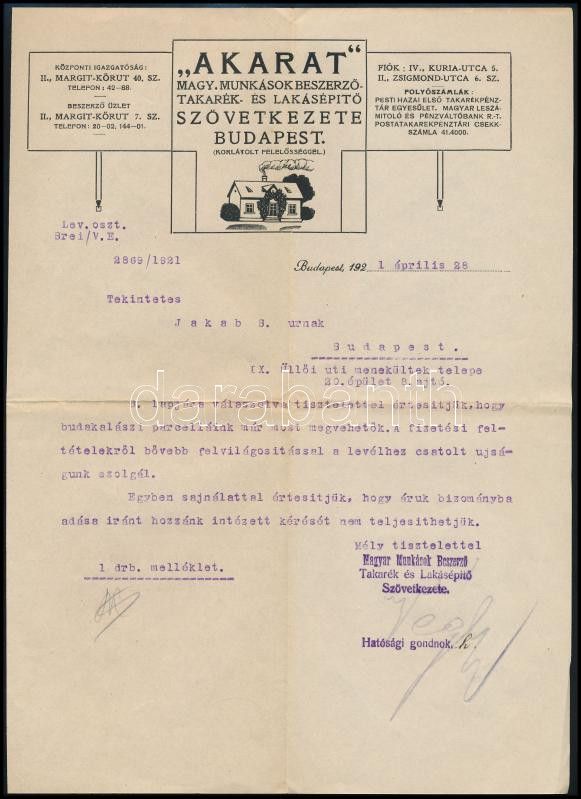 KÖZPONTI IGAZGATÓSÁG:
II., MARGIT-KÖRUT 40. SZ.
TELEFON: 42—88.
BESZERZŐ ÜZLET
II., MARGIT-KÖRUT 7. SZ.
TELEFON: 20—02, 144—01.
„AKARAT“
MAGY. MUNKÁSOK BESZERZŐ-
TAKARÉK- ÉS LAKÁSÉPITŐ
SZÖVETKEZETE
BUDAPEST.
(KORLÁTOLT FELELŐSSÉGGEL.)
FIÓK: IV., KURIA-UTCA 5.
II., ZSIGMOND-UTCA 6. SZ.
FOLYÓSZÁMLÁK:
PESTI HAZAI ELSŐ TAKARÉKPÉNZ-
TÁR EGYESÜLET. MAGYAR LESZÁ-
MITOLÓ ÉS PÉNZVÁLTÓBANK R.-T.
POSTATAKARÉKPÉNZTÁRI CSEKK-
SZÁMLA 41.4000.
Lev.oszt.
Brei/V.E.
2869/1921
Budapest, 192 1 április 28
Tekintetes
Jakab S. urnak
Budapest.
IX. Üllői uti menekültek telepe
20.épület 8.ajtó.
lapjára válaszolva tisztelettel értesitjük, hogy
budakalászi parcelláink már most megvehetők. A fizetési fel-
tételekről bővebb felvilágositással a levélhez csatolt ujsá-
gunk szolgál.
Egyben sajnálattal értesitjük, hogy áruk bizományba
adása iránt hozzánk intézett kérését nem teljesithetjük.
Mély tisztelettel
Magyar Munkások Beszerző
Takarék és Lakásépitő
Szövetkezete.
1 drb. melléklet.
Hatósági gondnok.
darabanth